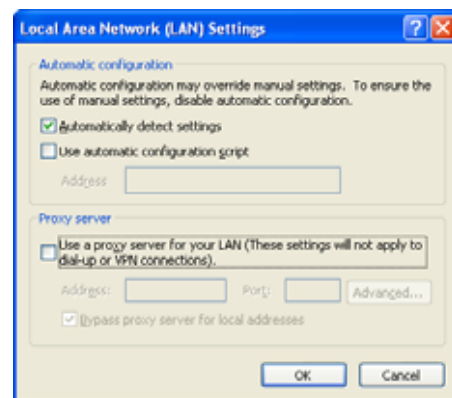 Local Area Network (LAN) Settings
Automatic configuration
Automatic configuration may override manual settings. To ensure the
use of manual settings, disable automatic configuration.
Automatically detect settings
Use automatic configuration script
Address
Proxy server
Use a proxy server for your LAN (These settings will not apply to
dial-up or VPN connections).
Address: Port: Advanced...
Bypass proxy server for local addresses
OK Cancel